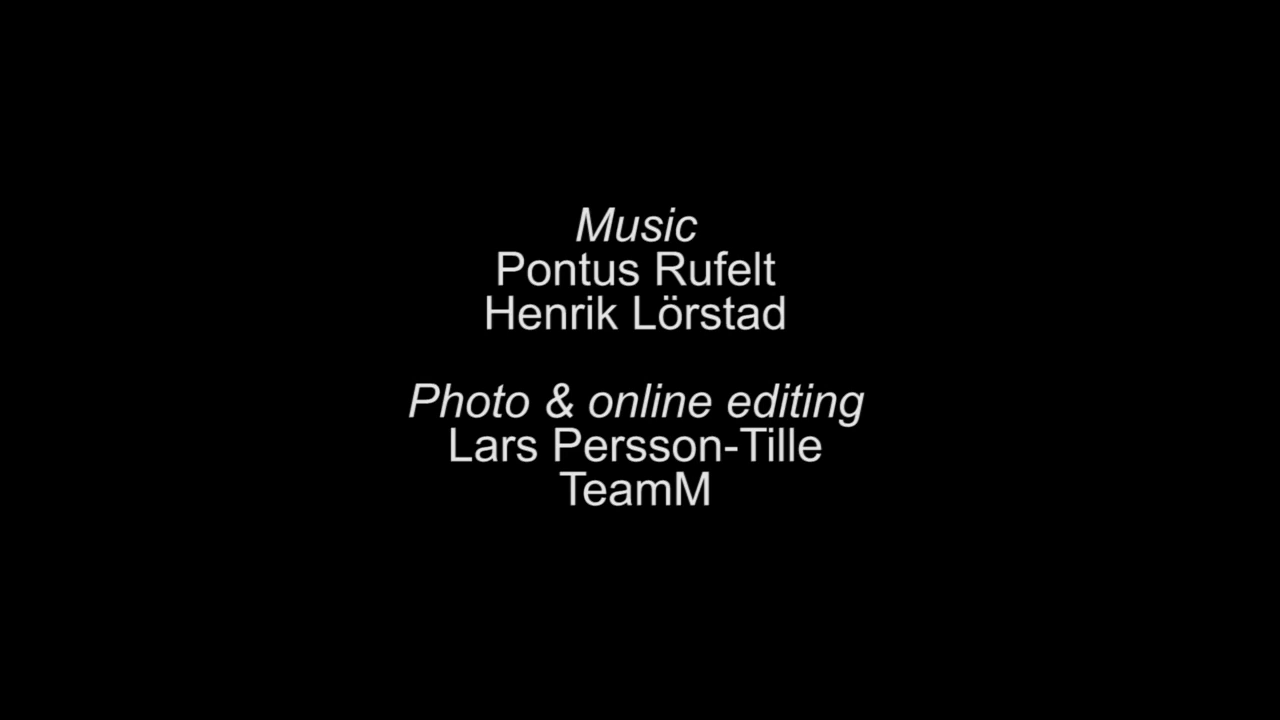 Music
Pontus Rufelt
Henrik Lörstad
Photo & online editing
Lars Persson-Tille
TeamM